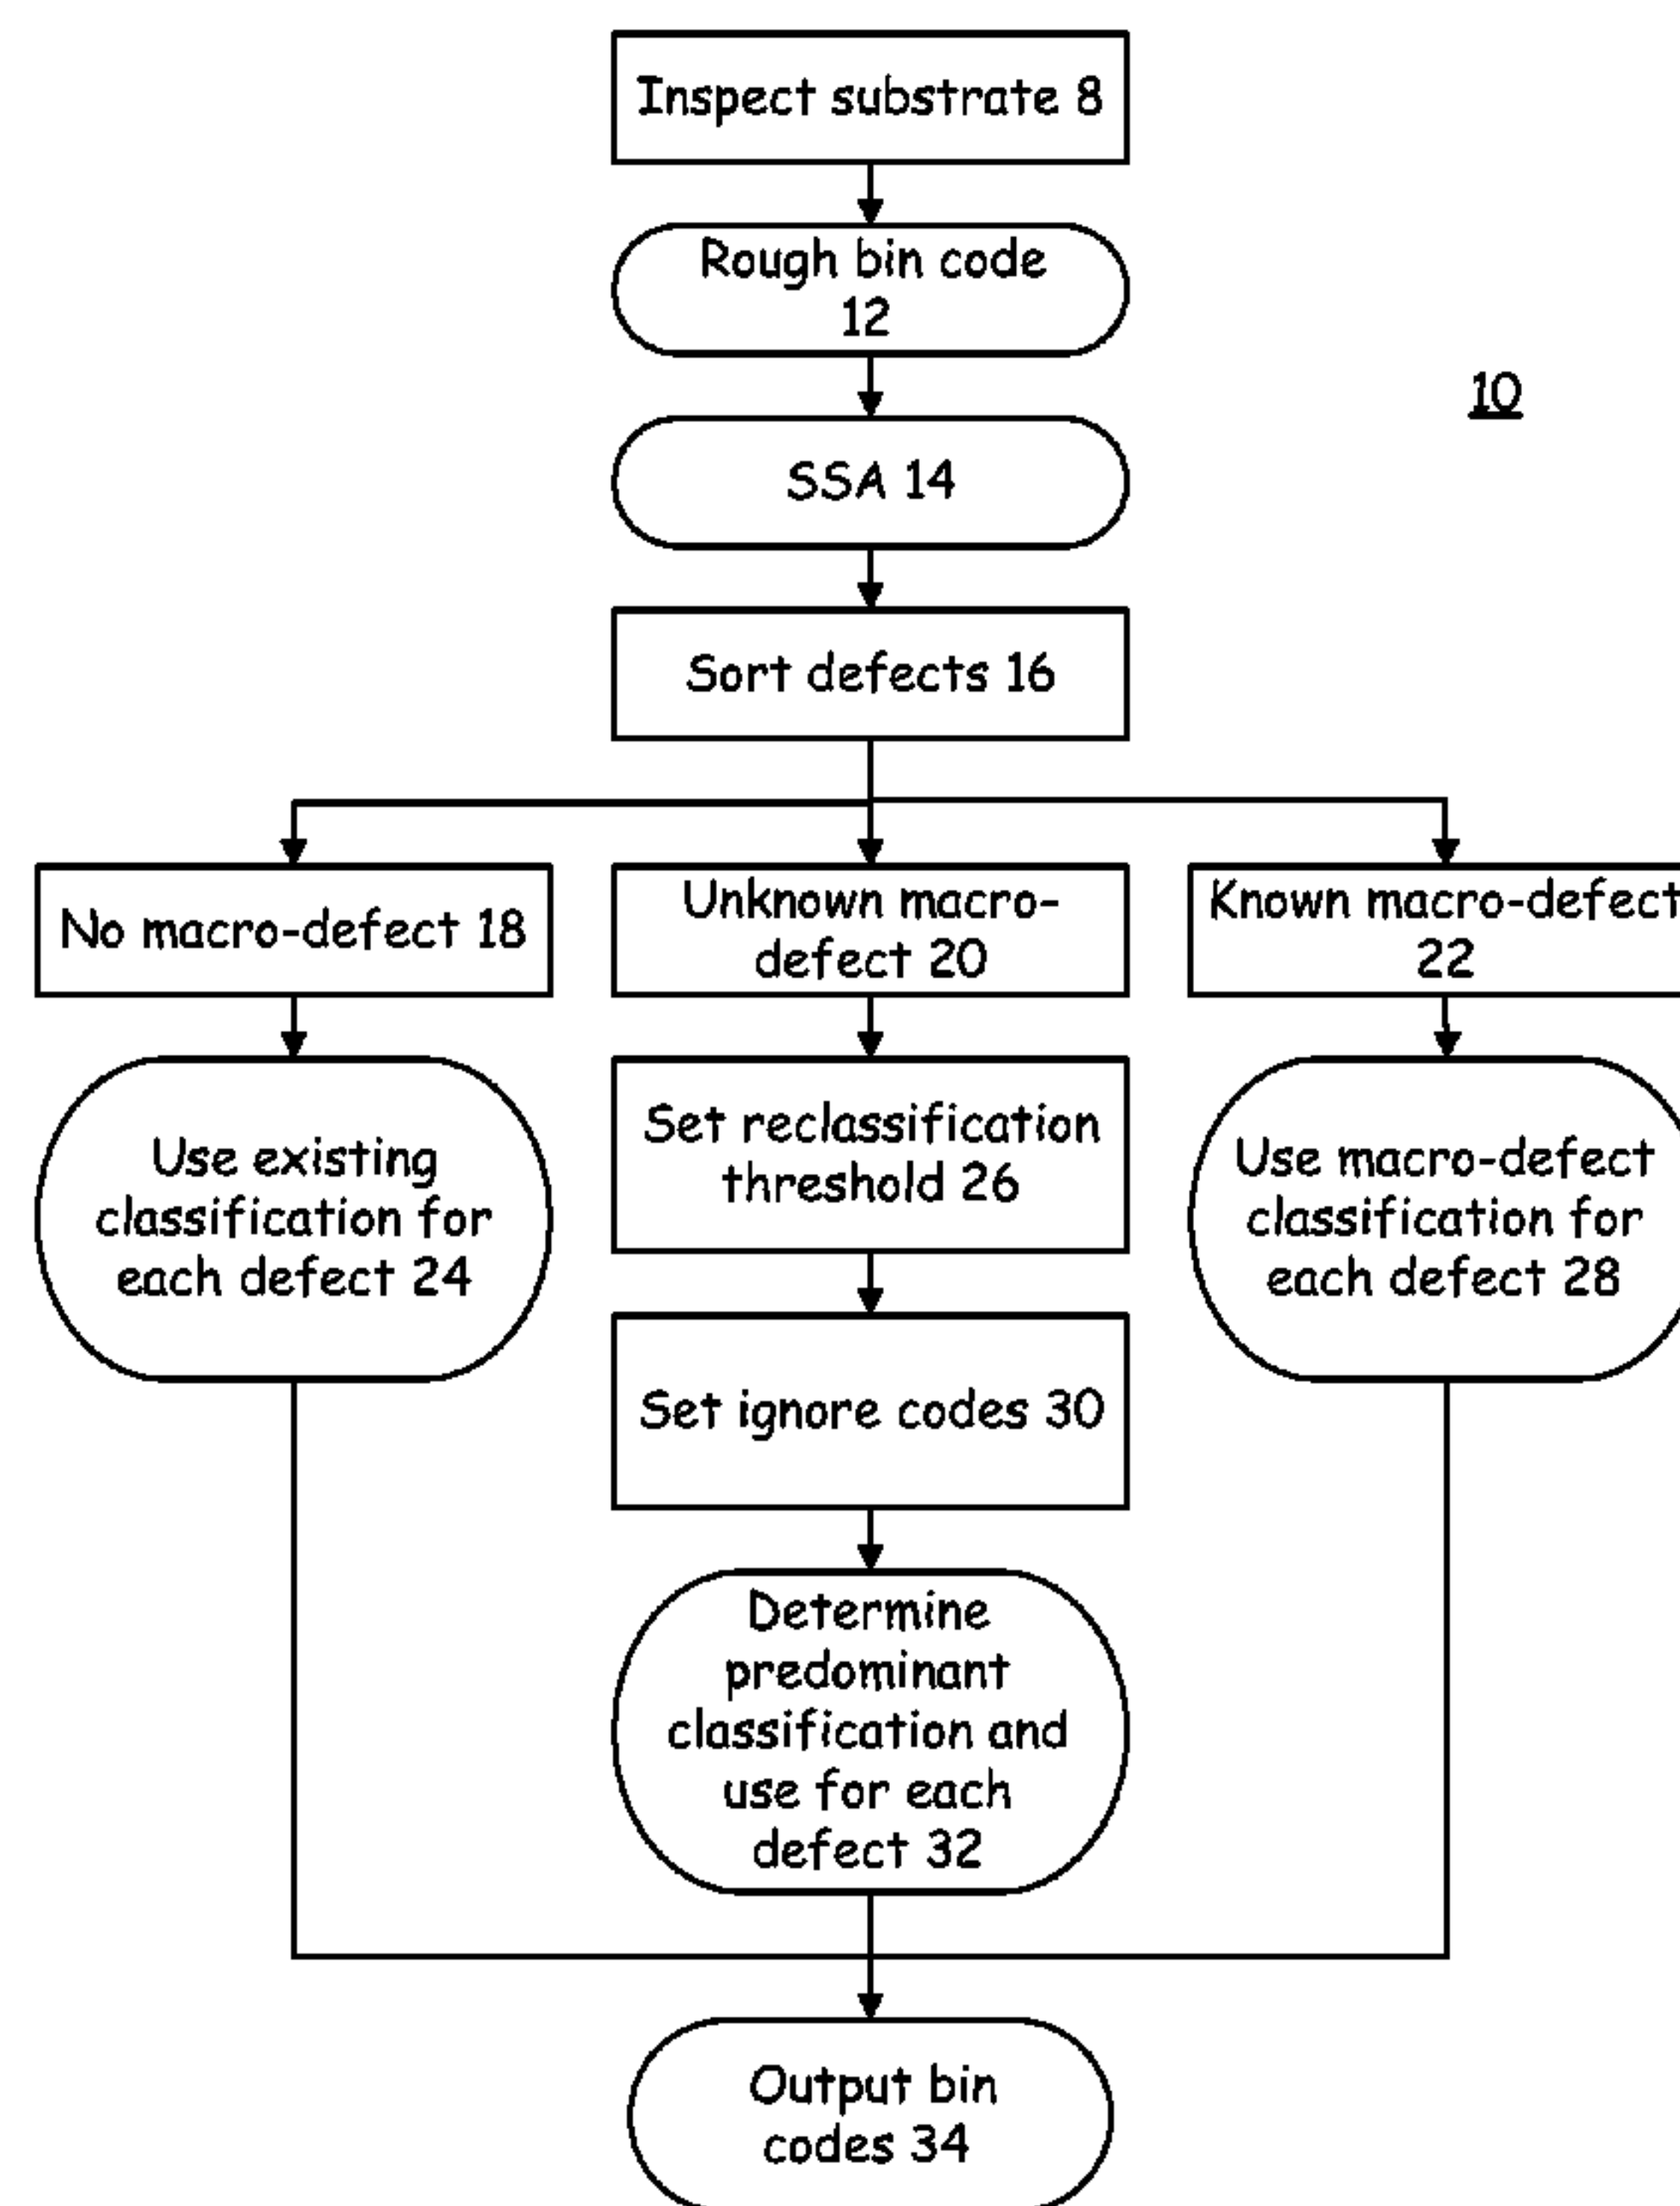 Inspect substrate 8
Rough bin code
12
10
SSA 14
Sort defects 16
No macro-defect 18
Unknown macro-
defect 20
Known macro-defect
22
Use existing
classification for
each defect 24
Set reclassification
threshold 26
Use macro-defect
classification for
each defect 28
Set ignore codes 30
Determine
predominant
classification and
use for each
defect 32
Output bin
codes 34